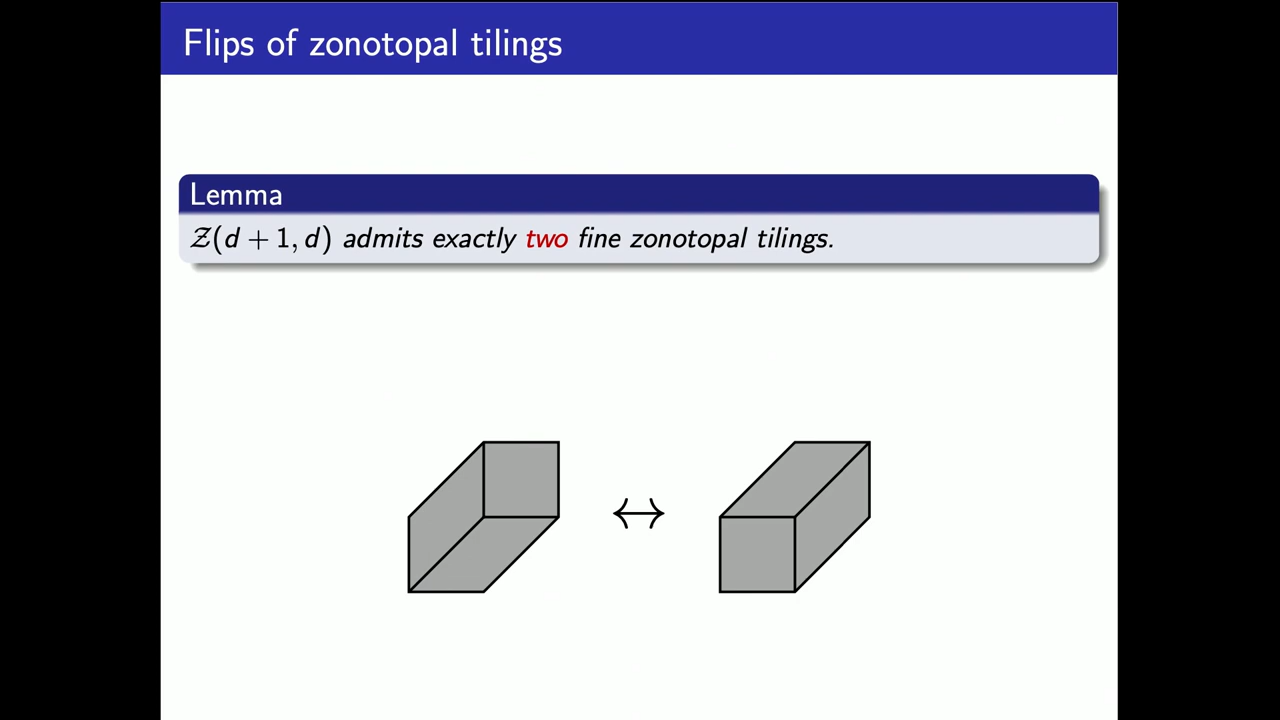 Flips of zonotopal tilings
Lemma
𝒵(d + 1, d) admits exactly two fine zonotopal tilings.